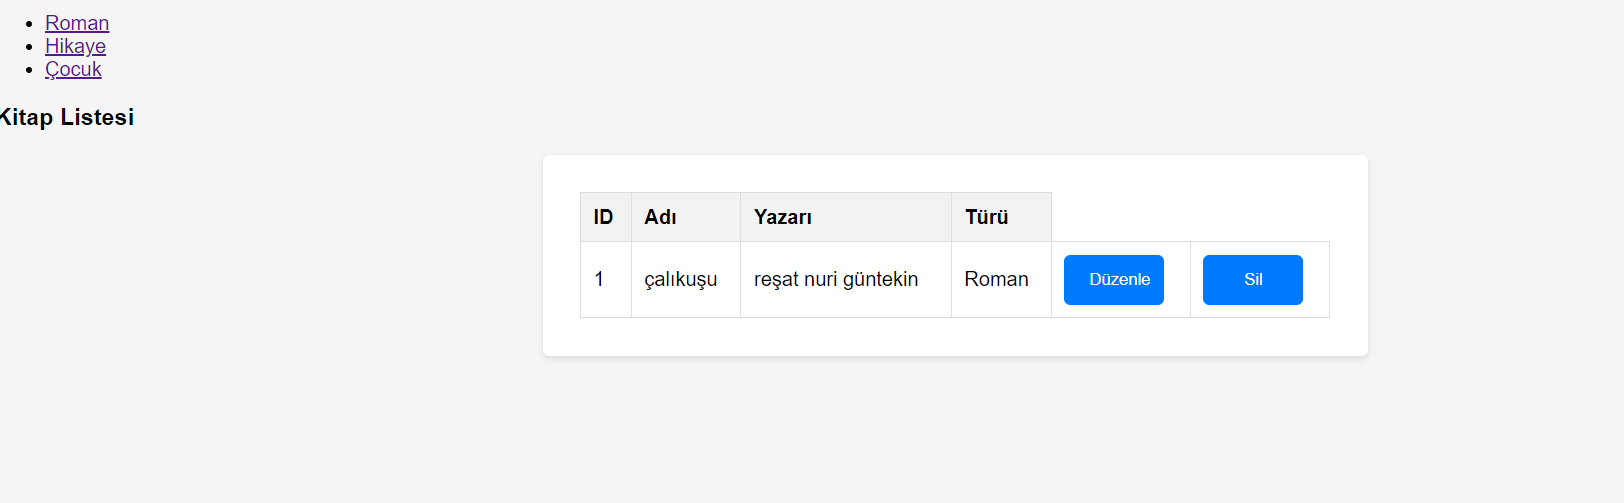 Roman
Hikaye
Çocuk
Kitap Listesi
ID Adı Yazarı Türü
1 çalıkuşu reşat nuri güntekin Roman Düzenle Sil